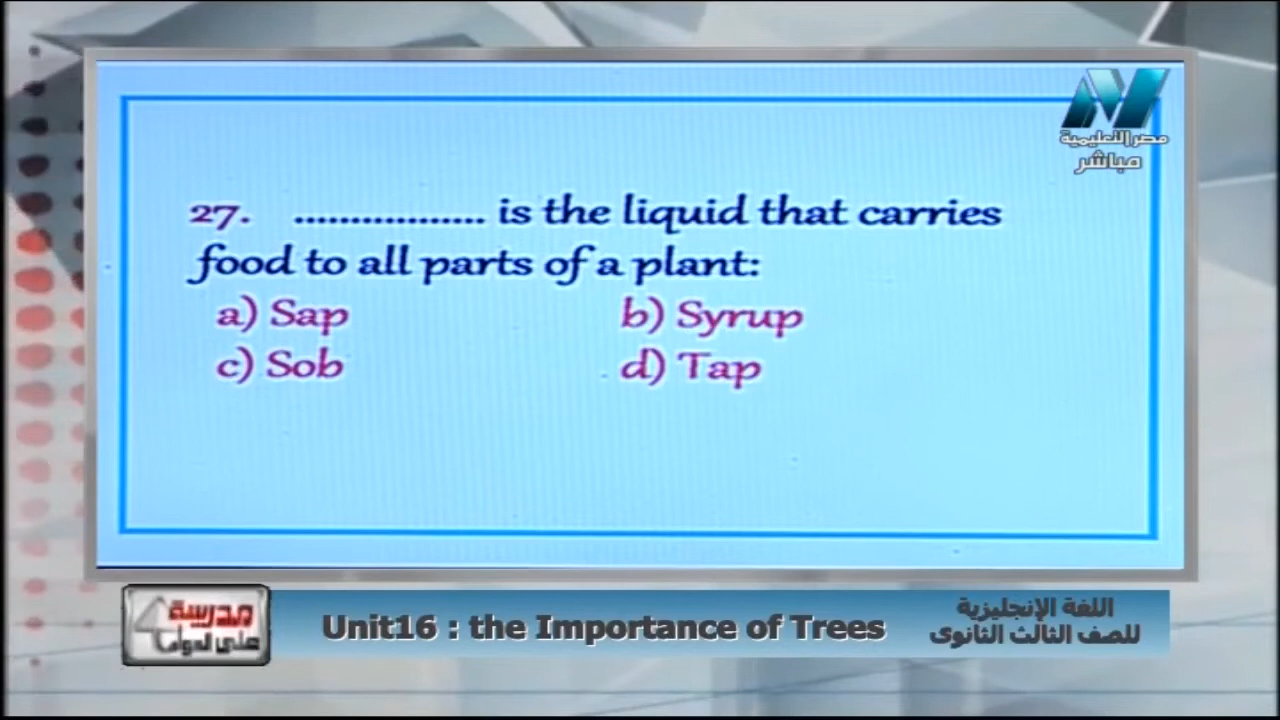 مصر التعليمية
مباشر
27. ................. is the liquid that carries
food to all parts of a plant:
a) Sap b) Syrup
c) Sob d) Tap
مدرسة
على الهواء
Unit16 : the Importance of Trees
اللغة الإنجليزية
للصف الثالث الثانوى